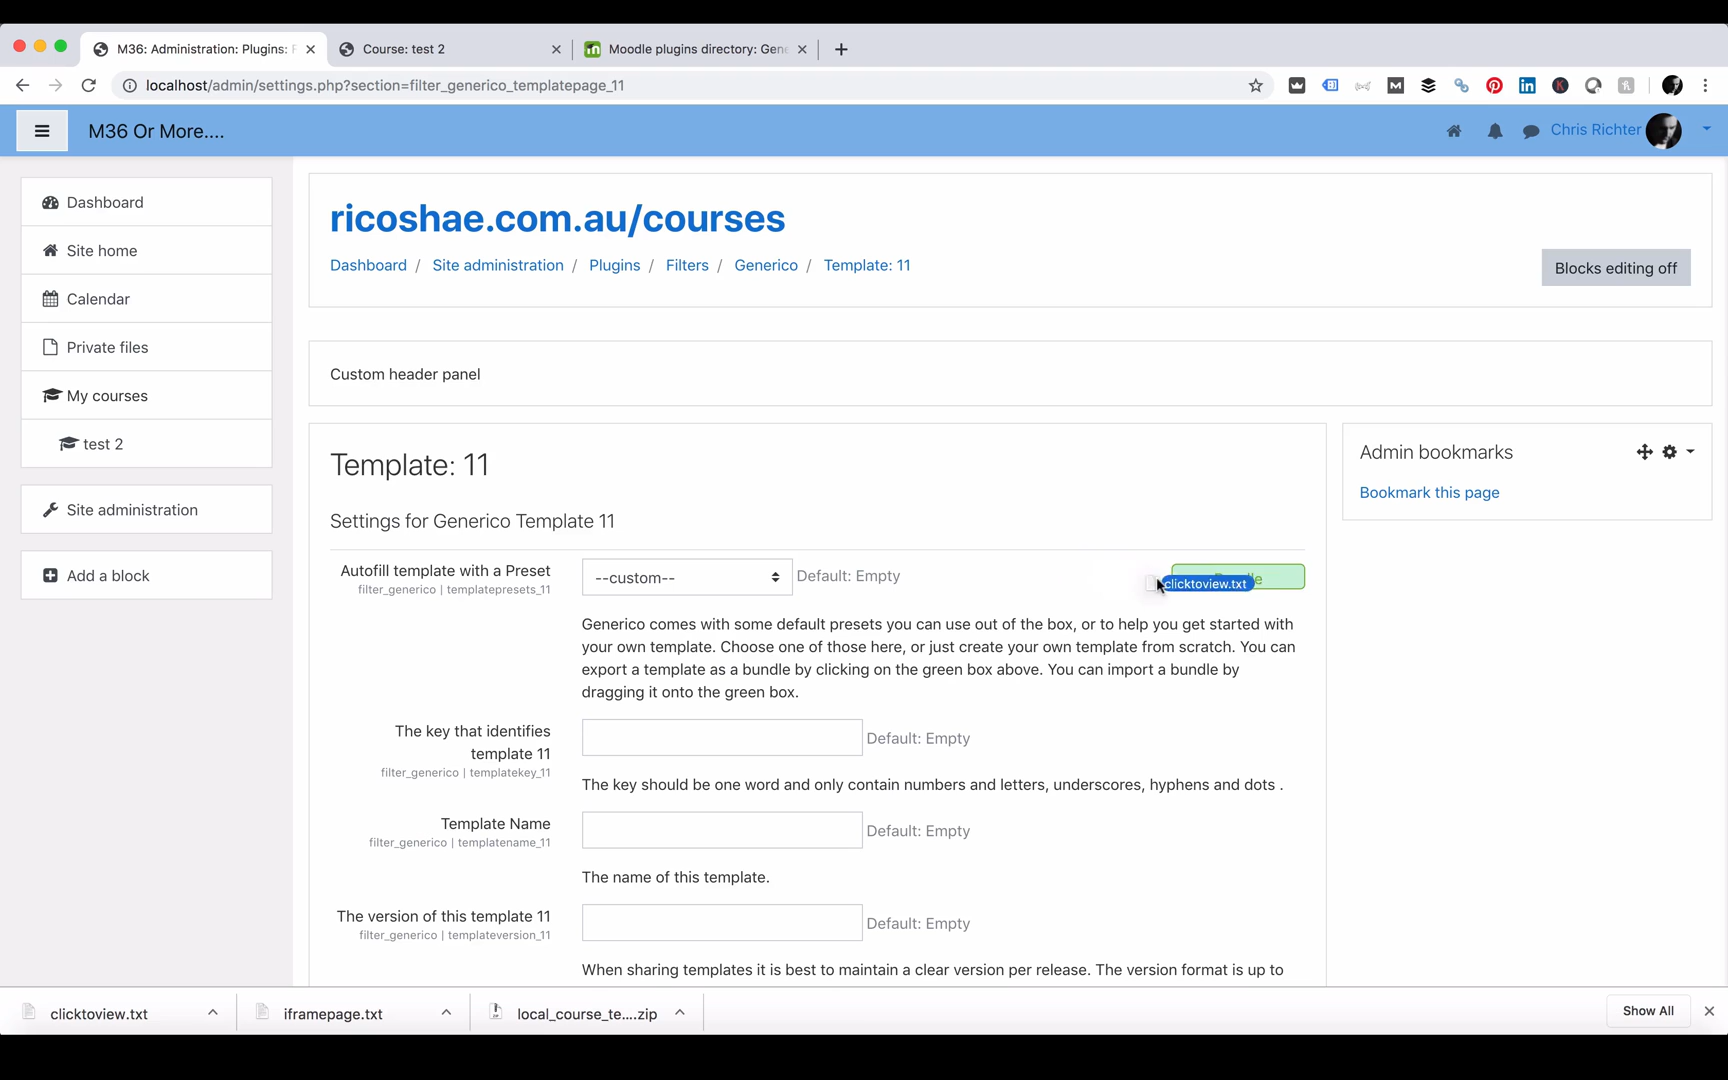 M36: Administration: Plugins: F
Course: test 2
Moodle plugins directory: Gene
localhost/admin/settings.php?section=filter_generico_templatepage_11
M36 Or More....
Chris Richter
Dashboard
Site home
Calendar
Private files
My courses
test 2
Site administration
Add a block
ricoshae.com.au/courses
Dashboard / Site administration / Plugins / Filters / Generico / Template: 11
Blocks editing off
Custom header panel
Template: 11
Settings for Generico Template 11
Autofill template with a Preset
filter_generico | templatepresets_11
--custom--
Default: Empty
clicktoview.txt
Generico comes with some default presets you can use out of the box, or to help you get started with
your own template. Choose one of those here, or just create your own template from scratch. You can
export a template as a bundle by clicking on the green box above. You can import a bundle by
dragging it onto the green box.
The key that identifies
template 11
filter_generico | templatekey_11
Default: Empty
The key should be one word and only contain numbers and letters, underscores, hyphens and dots .
Template Name
filter_generico | templatename_11
Default: Empty
The name of this template.
The version of this template 11
filter_generico | templateversion_11
Default: Empty
When sharing templates it is best to maintain a clear version per release. The version format is up to
Admin bookmarks
Bookmark this page
clicktoview.txt
iframepage.txt
local_course_te....zip
Show All